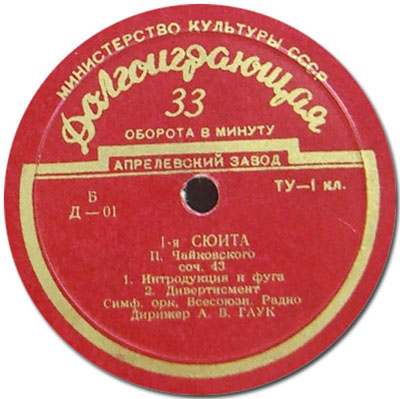 МИНИСТЕРСТВО КУЛЬТУРЫ СССР
Долгоиграющая
33
ОБОРОТА В МИНУТУ
АПРЕЛЕВСКИЙ ЗАВОД
Б
Д—01
ТУ—I кл.
1-я СЮИТА
П. Чайковского
соч. 43
1. Интродукция и фуга
2. Дивертисмент
Симф. орк. Всесоюзн. Радио
Дирижер А. В. ГАУК